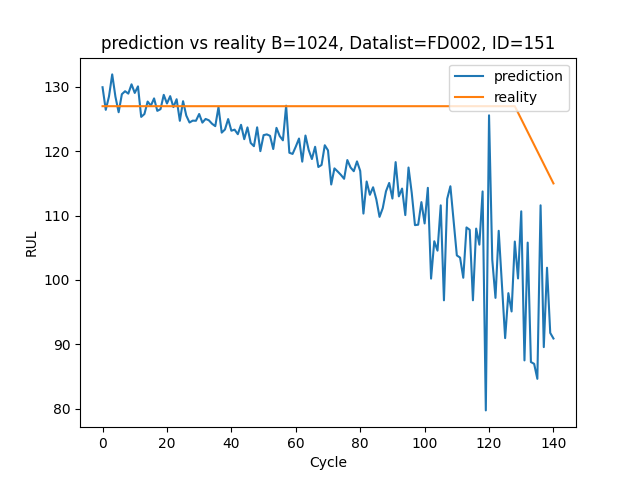 prediction vs reality B=1024, Datalist=FD002, ID=151
prediction
reality
130
120
110
100
90
80
RUL
0 20 40 60 80 100 120 140
Cycle